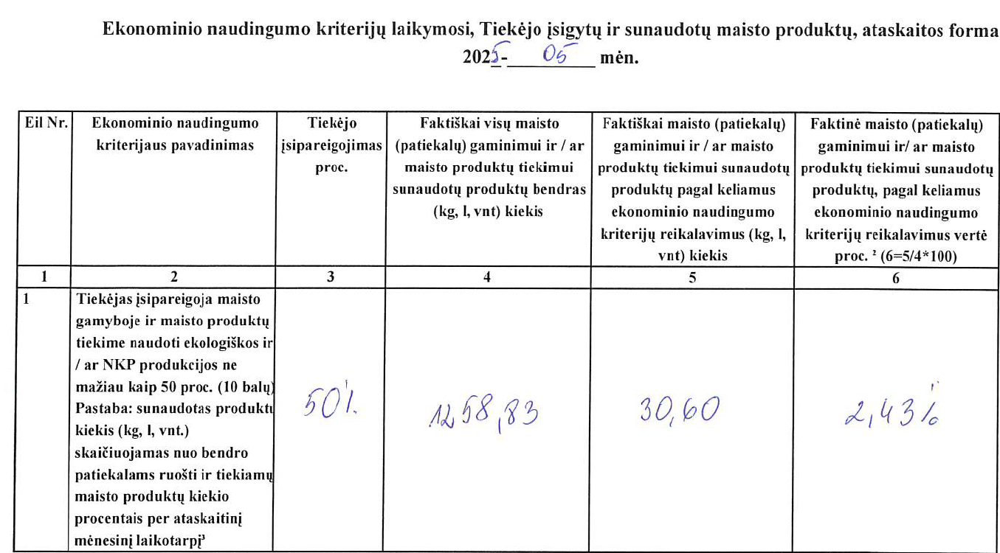 Ekonominio naudingumo kriterijų laikymosi, Tiekėjo įsigytų ir sunaudotų maisto produktų, ataskaitos forma
2025- 05 mėn.
Eil Nr.
Ekonominio naudingumo
kriterijaus pavadinimas
Tiekėjo
įsipareigojimas
proc.
Faktiškai visų maisto
(patiekalų) gaminimui ir / ar
maisto produktų tiekimui
sunaudotų produktų bendras
(kg, l, vnt) kiekis
Faktiškai maisto (patiekalų)
gaminimui ir / ar maisto
produktų tiekimui sunaudotų
produktų pagal keliamus
ekonominio naudingumo
kriterijų reikalavimus (kg, l,
vnt) kiekis
Faktinė maisto (patiekalų)
gaminimui ir/ ar maisto
produktų tiekimui sunaudotų
produktų, pagal keliamus
ekonominio naudingumo
kriterijų reikalavimus vertė
proc. ² (6=5/4*100)
1 2 3 4 5 6
1
Tiekėjas įsipareigoja maisto
gamyboje ir maisto produktų
tiekime naudoti ekologiškos ir
/ ar NKP produkcijos ne
mažiau kaip 50 proc. (10 balų)
Pastaba: sunaudotas produktų
kiekis (kg, l, vnt.)
skaičiuojamas nuo bendro
patiekalams ruošti ir tiekiamų
maisto produktų kiekio
procentais per ataskaitinį
mėnesinį laikotarpį³
50%
1258,83
30,60
2,43%